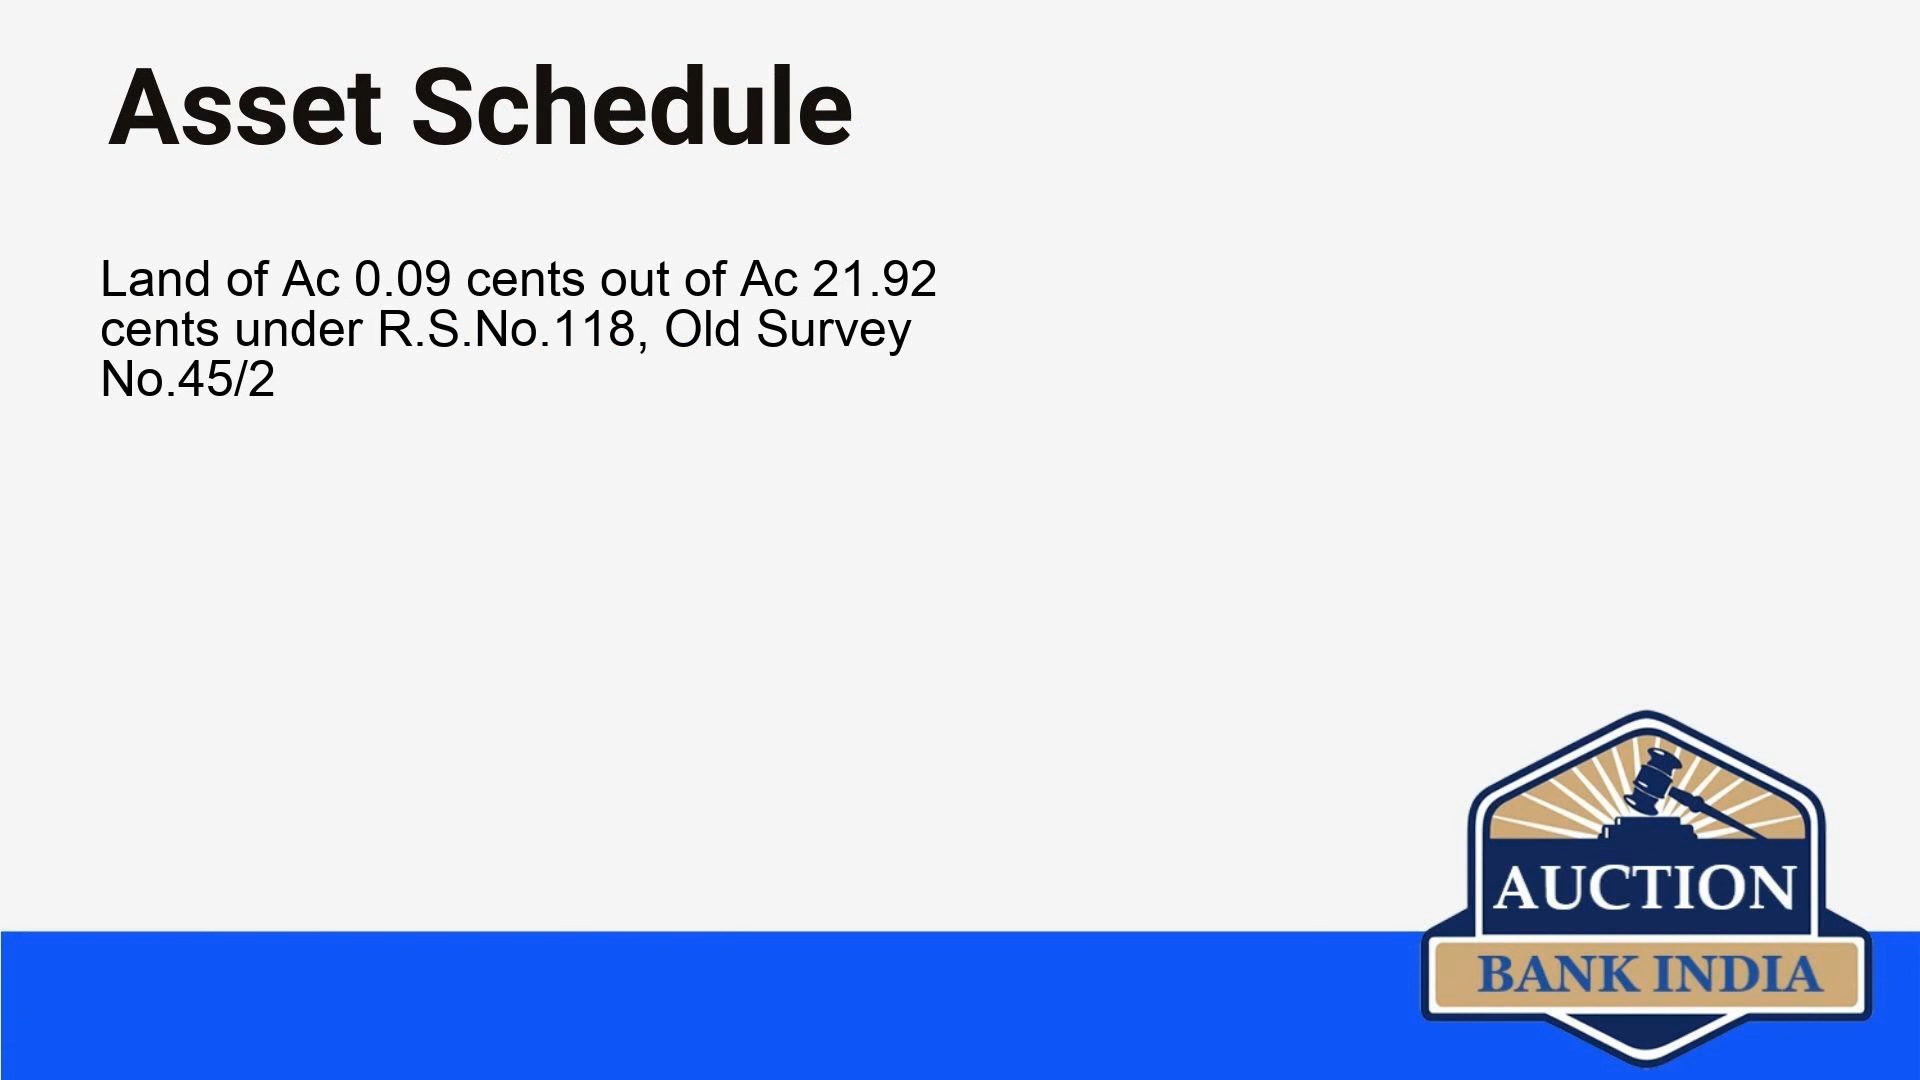 Asset Schedule
Land of Ac 0.09 cents out of Ac 21.92
cents under R.S.No.118, Old Survey
No.45/2
AUCTION
BANK INDIA